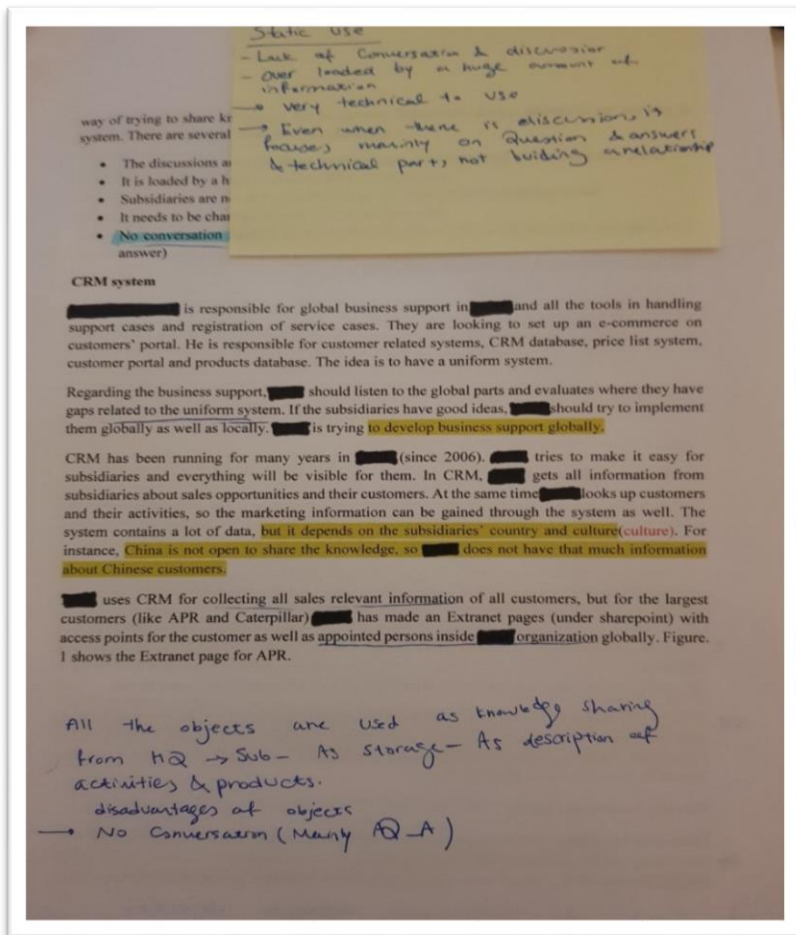 Static use
- Lack of Conversation & discussion
- over loaded by a huge amount of
information
→ very technical to use
→ Even when there is discussion, is
focuses mainly on Question & answers
& technical part, not buiding a relationship
way of trying to share kr
system. There are several
• The discussions a
• It is loaded by a h
• Subsidiaries are n
• It needs to be char
• No conversation
answer)
CRM system
is responsible for global business support in and all the tools in handling
support cases and registration of service cases. They are looking to set up an e-commerce on
customers' portal. He is responsible for customer related systems, CRM database, price list system,
customer portal and products database. The idea is to have a uniform system.
Regarding the business support, should listen to the global parts and evaluates where they have
gaps related to the uniform system. If the subsidiaries have good ideas, should try to implement
them globally as well as locally. is trying to develop business support globally.
CRM has been running for many years in (since 2006). tries to make it easy for
subsidiaries and everything will be visible for them. In CRM, gets all information from
subsidiaries about sales opportunities and their customers. At the same time looks up customers
and their activities, so the marketing information can be gained through the system as well. The
system contains a lot of data, but it depends on the subsidiaries' country and culture(culture). For
instance, China is not open to share the knowledge, so does not have that much information
about Chinese customers.
uses CRM for collecting all sales relevant information of all customers, but for the largest
customers (like APR and Caterpillar) has made an Extranet pages (under sharepoint) with
access points for the customer as well as appointed persons inside organization globally. Figure.
1 shows the Extranet page for APR.
All the objects are used as knowledge sharing
from HQ → Sub - As storage - As description of
activities & products.
disadvantages of objects
→ No Conversation (Mainly Q-A)